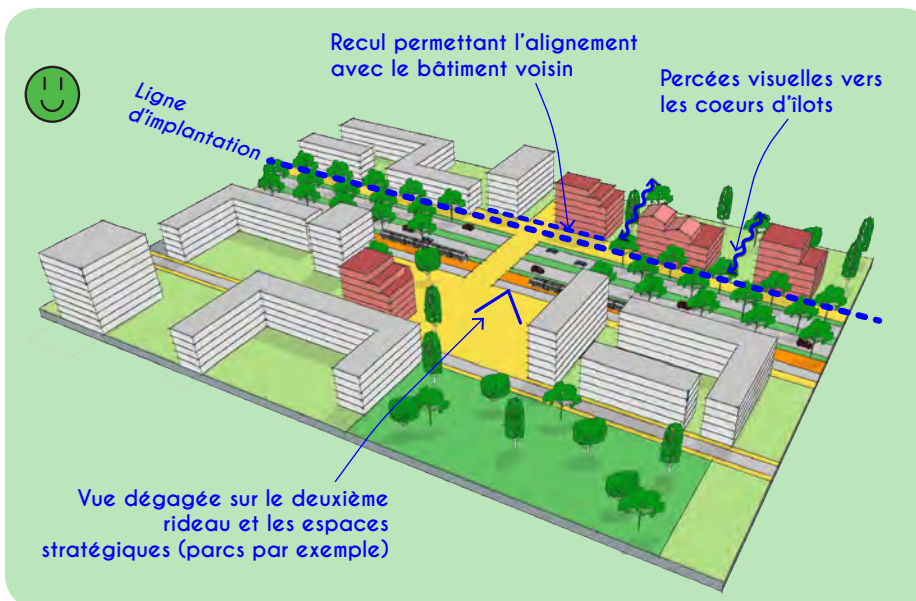 Recul permettant l'alignement
avec le bâtiment voisin
Percées visuelles vers
les coeurs d'îlots
Ligne
d'implantation
Vue dégagée sur le deuxième
rideau et les espaces
stratégiques (parcs par exemple)